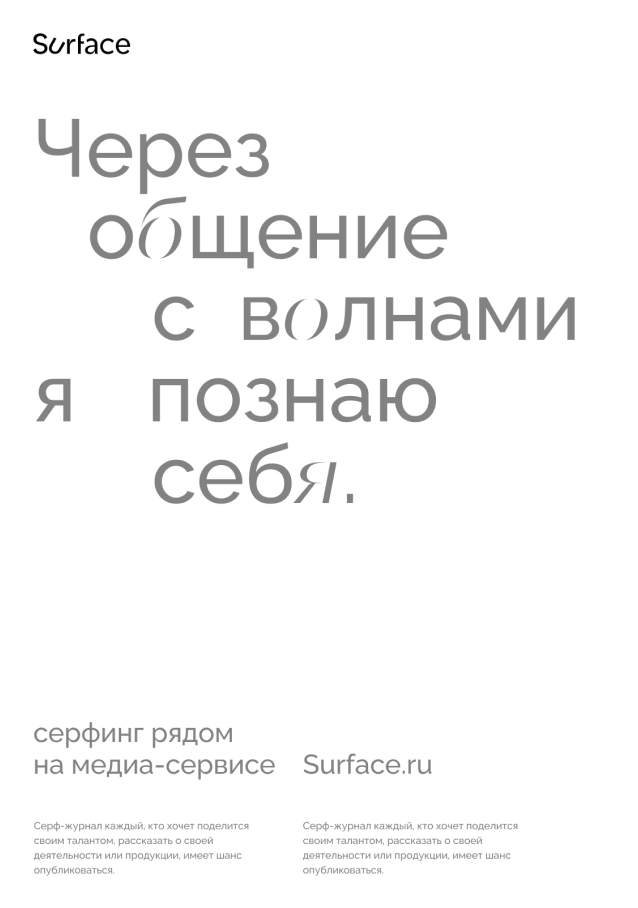 Surface
Через
общение
с волнами
я познаю
себя.
серфинг рядом
на медиа-сервисе
Surface.ru
Серф-журнал каждый, кто хочет поделится
своим талантом, рассказать о своей
деятельности или продукции, имеет шанс
опубликоваться.
Серф-журнал каждый, кто хочет поделится
своим талантом, рассказать о своей
деятельности или продукции, имеет шанс
опубликоваться.